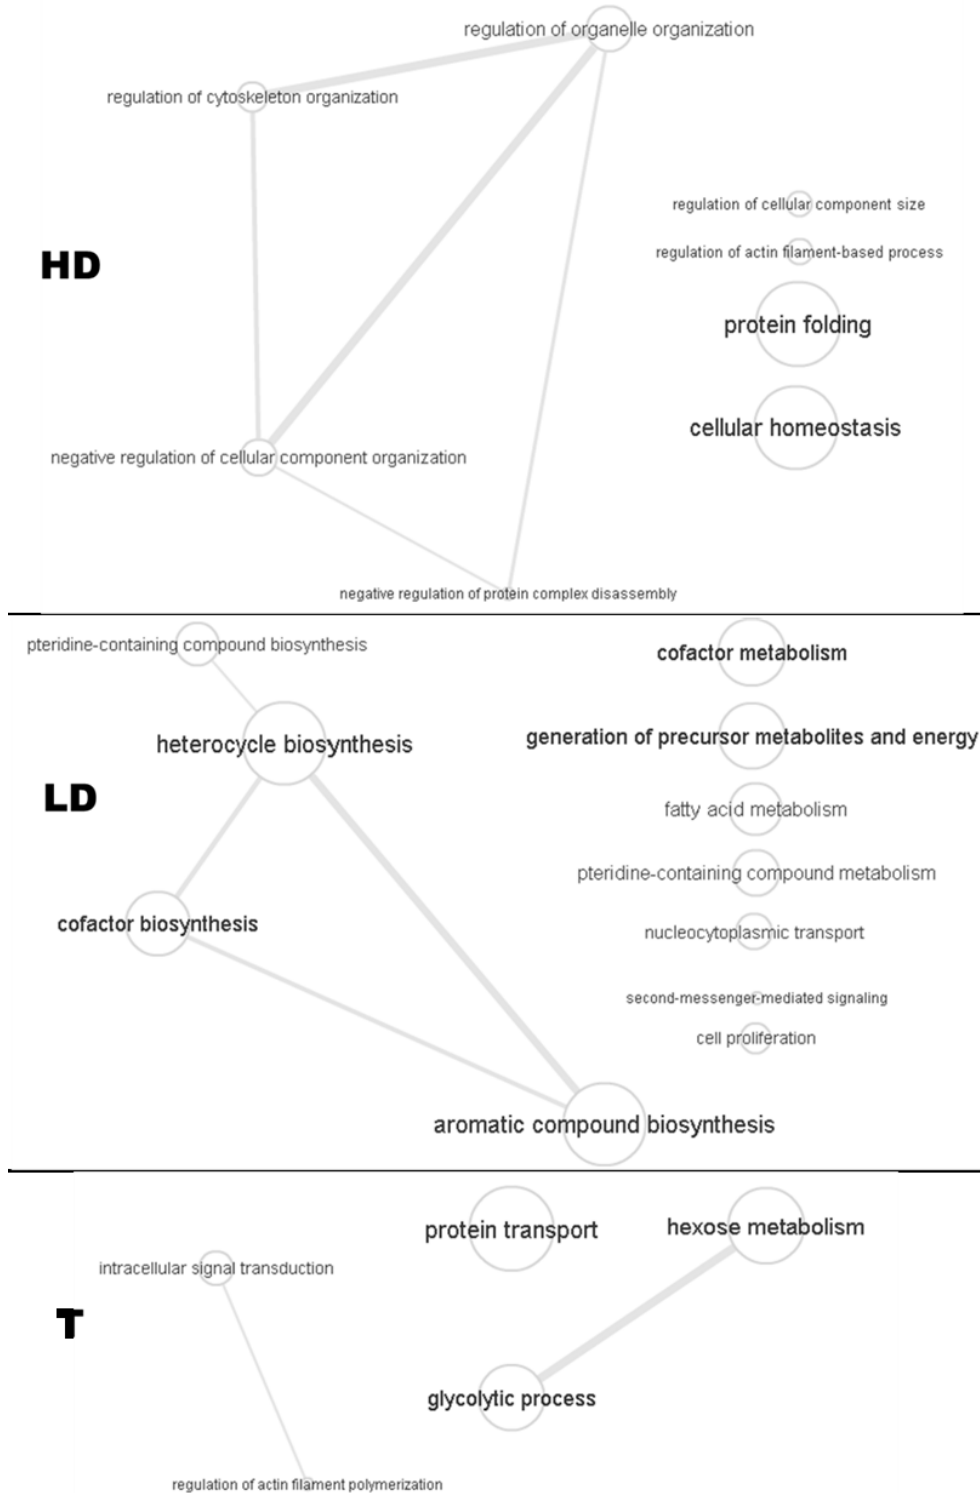 regulation of organelle organization
regulation of cytoskeleton organization
regulation of cellular component size
regulation of actin filament-based process
HD
protein folding
cellular homeostasis
negative regulation of cellular component organization
negative regulation of protein complex disassembly
pteridine-containing compound biosynthesis
cofactor metabolism
heterocycle biosynthesis
generation of precursor metabolites and energy
LD
fatty acid metabolism
pteridine-containing compound metabolism
cofactor biosynthesis
nucleocytoplasmic transport
second-messenger-mediated signaling
cell proliferation
aromatic compound biosynthesis
protein transport
hexose metabolism
intracellular signal transduction
T
glycolytic process
regulation of actin filament polymerization